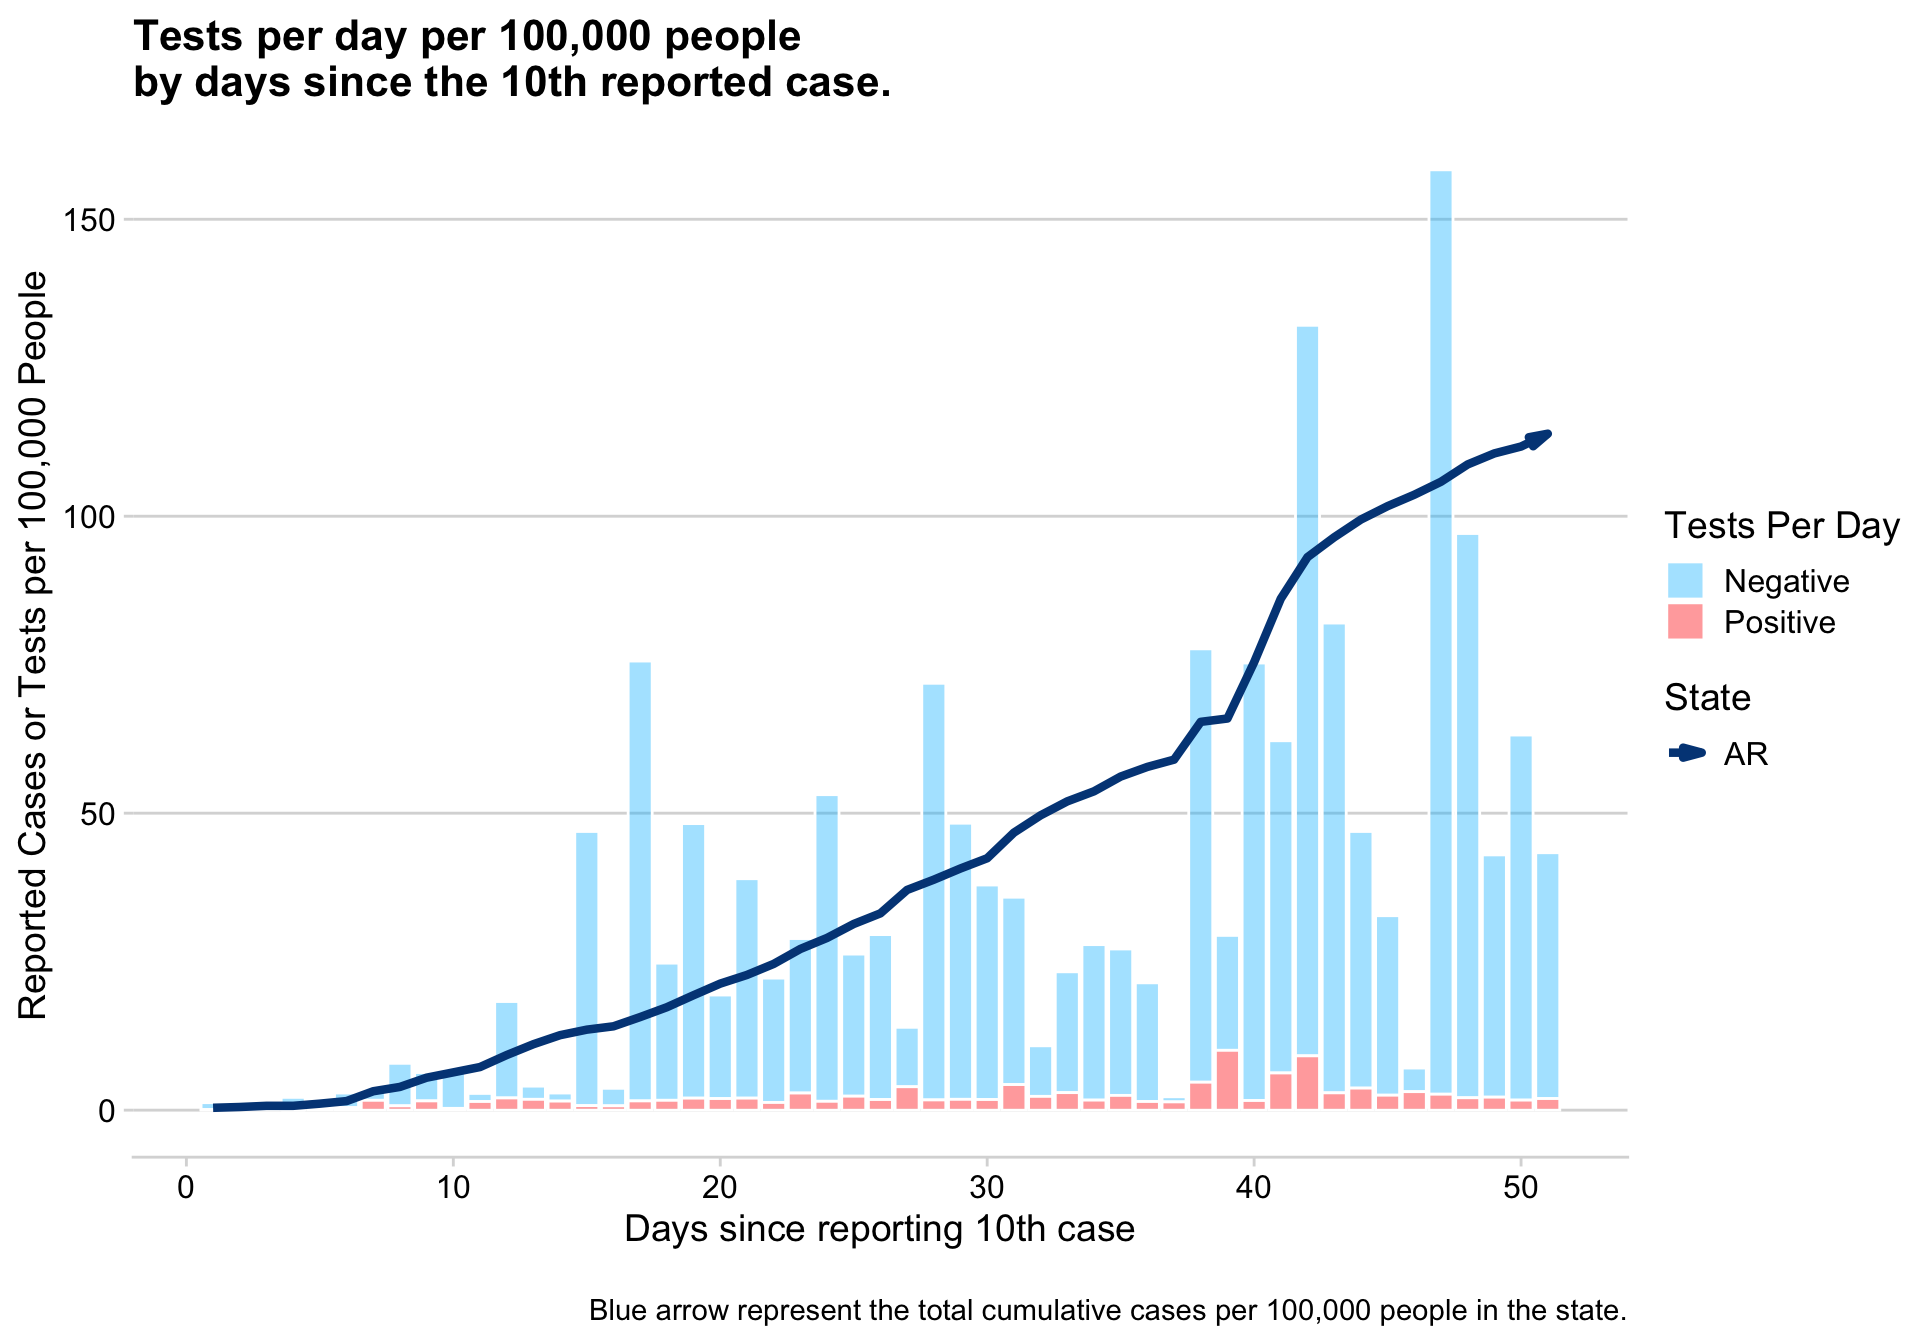 Tests per day per 100,000 people
by days since the 10th reported case.
Reported Cases or Tests per 100,000 People
150
100
50
0
0 10 20 30 40 50
Days since reporting 10th case
Tests Per Day
Negative
Positive
State
AR
Blue arrow represent the total cumulative cases per 100,000 people in the state.